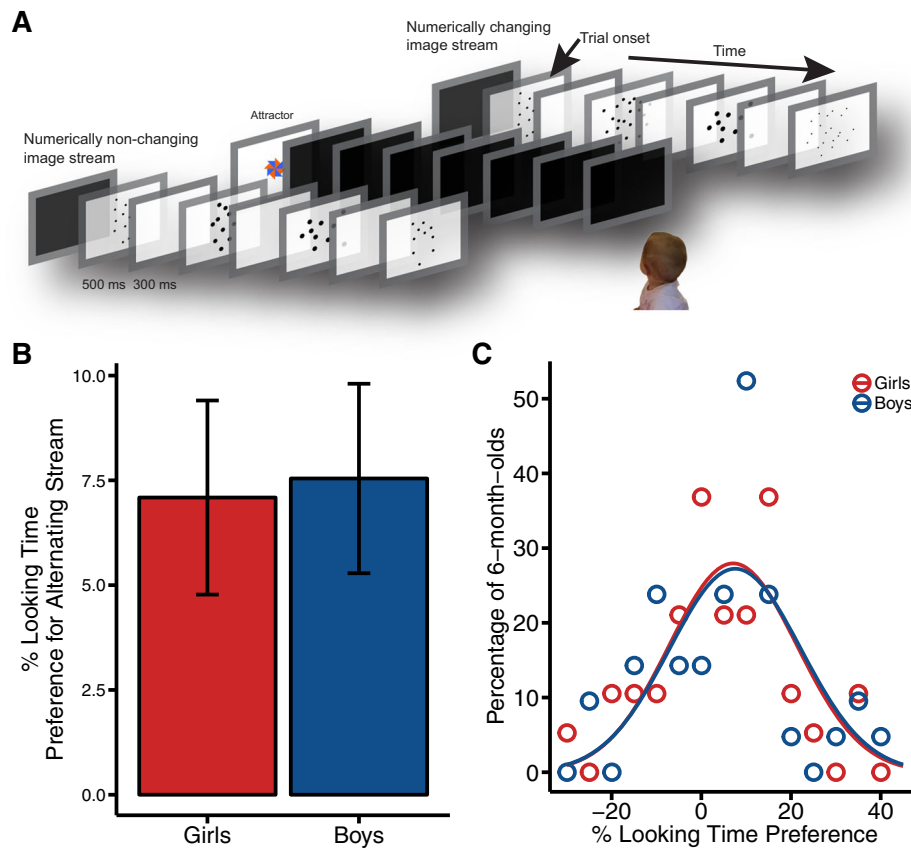 A
Numerically changing
image stream
Trial onset
Time
Attractor
Numerically non-changing
image stream
500 ms 300 ms
B
% Looking Time
Preference for Alternating Stream
10.0
7.5
5.0
2.5
0.0
Girls
Boys
C
Girls
Boys
Percentage of 6−month−olds
50
40
30
20
10
0
−20
0
20
40
% Looking Time Preference